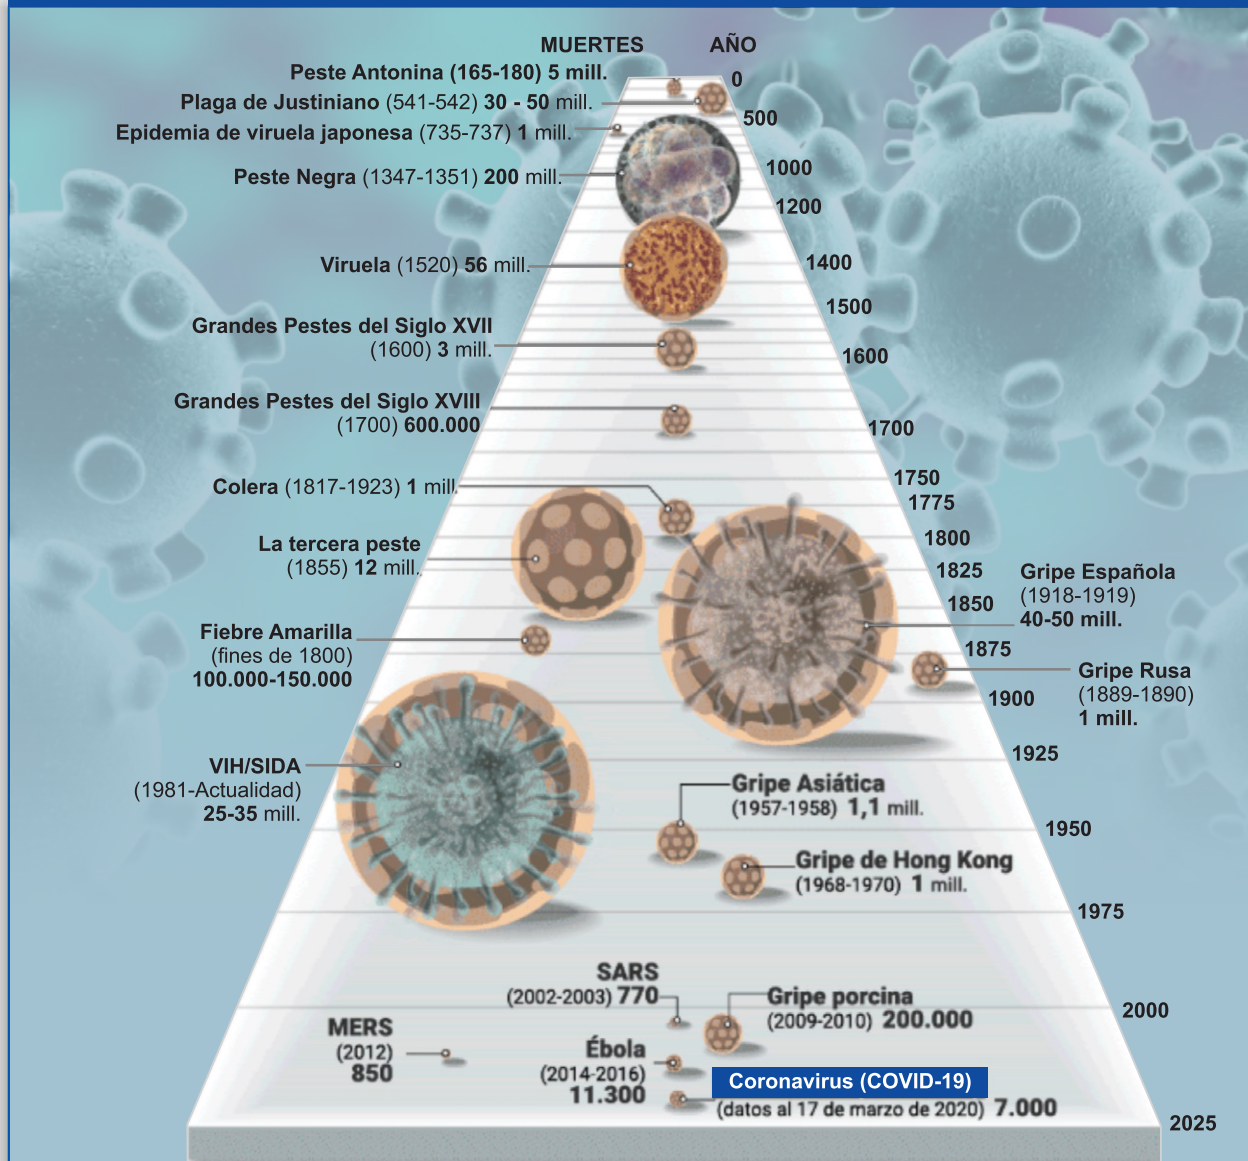 MUERTES AÑO
Peste Antonina (165-180) 5 mill.
0
Plaga de Justiniano (541-542) 30 - 50 mill.
500
Epidemia de viruela japonesa (735-737) 1 mill.
1000
Peste Negra (1347-1351) 200 mill.
1200
Viruela (1520) 56 mill.
1400
1500
Grandes Pestes del Siglo XVII
(1600) 3 mill.
1600
Grandes Pestes del Siglo XVIII
(1700) 600.000
1700
1750
Colera (1817-1923) 1 mill.
1775
1800
La tercera peste
(1855) 12 mill.
1825
Gripe Española
(1918-1919)
40-50 mill.
1850
Fiebre Amarilla
(fines de 1800)
100.000-150.000
1875
Gripe Rusa
(1889-1890)
1 mill.
1900
1925
VIH/SIDA
(1981-Actualidad)
25-35 mill.
Gripe Asiática
(1957-1958) 1,1 mill.
1950
Gripe de Hong Kong
(1968-1970) 1 mill.
1975
SARS
(2002-2003) 770
Gripe porcina
(2009-2010) 200.000
2000
MERS
(2012)
850
Ébola
(2014-2016)
11.300
Coronavirus (COVID-19)
(datos al 17 de marzo de 2020) 7.000
2025